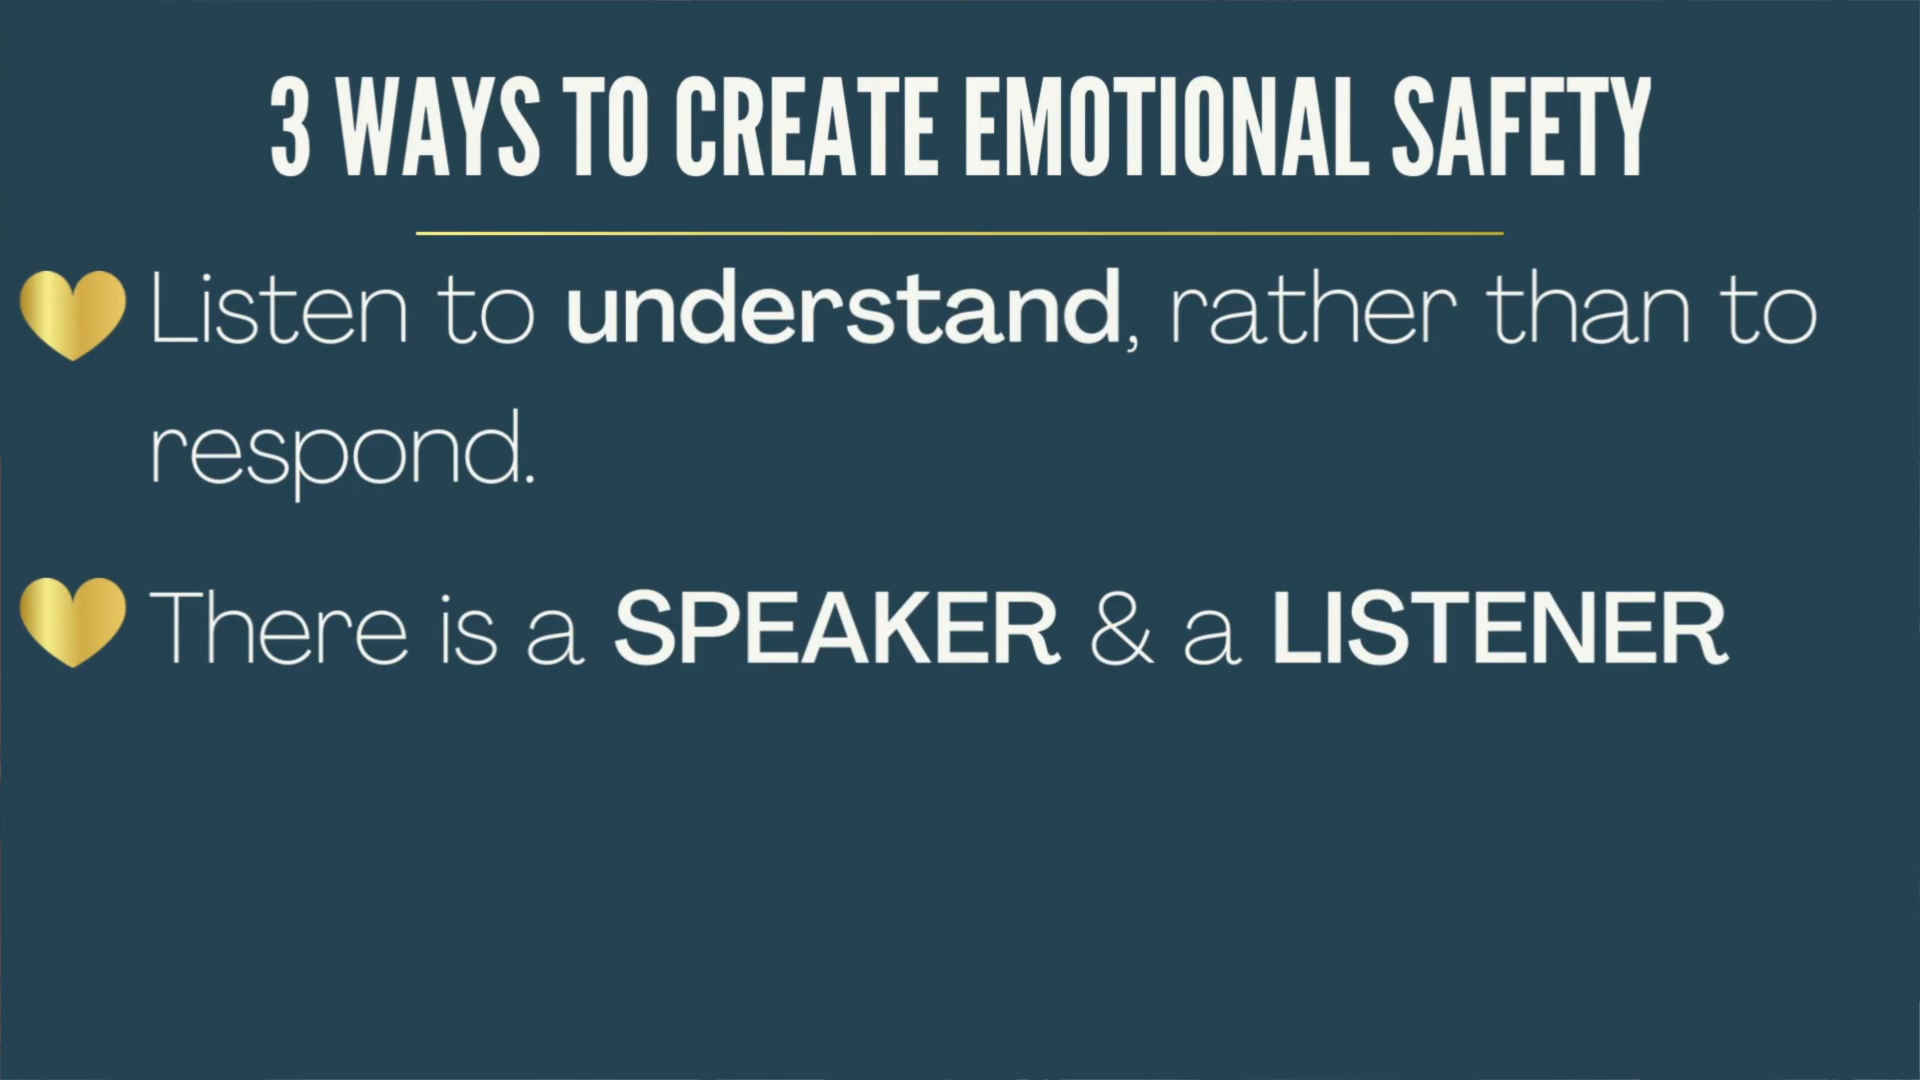 3 WAYS TO CREATE EMOTIONAL SAFETY
Listen to understand, rather than to
respond.
There is a SPEAKER & a LISTENER